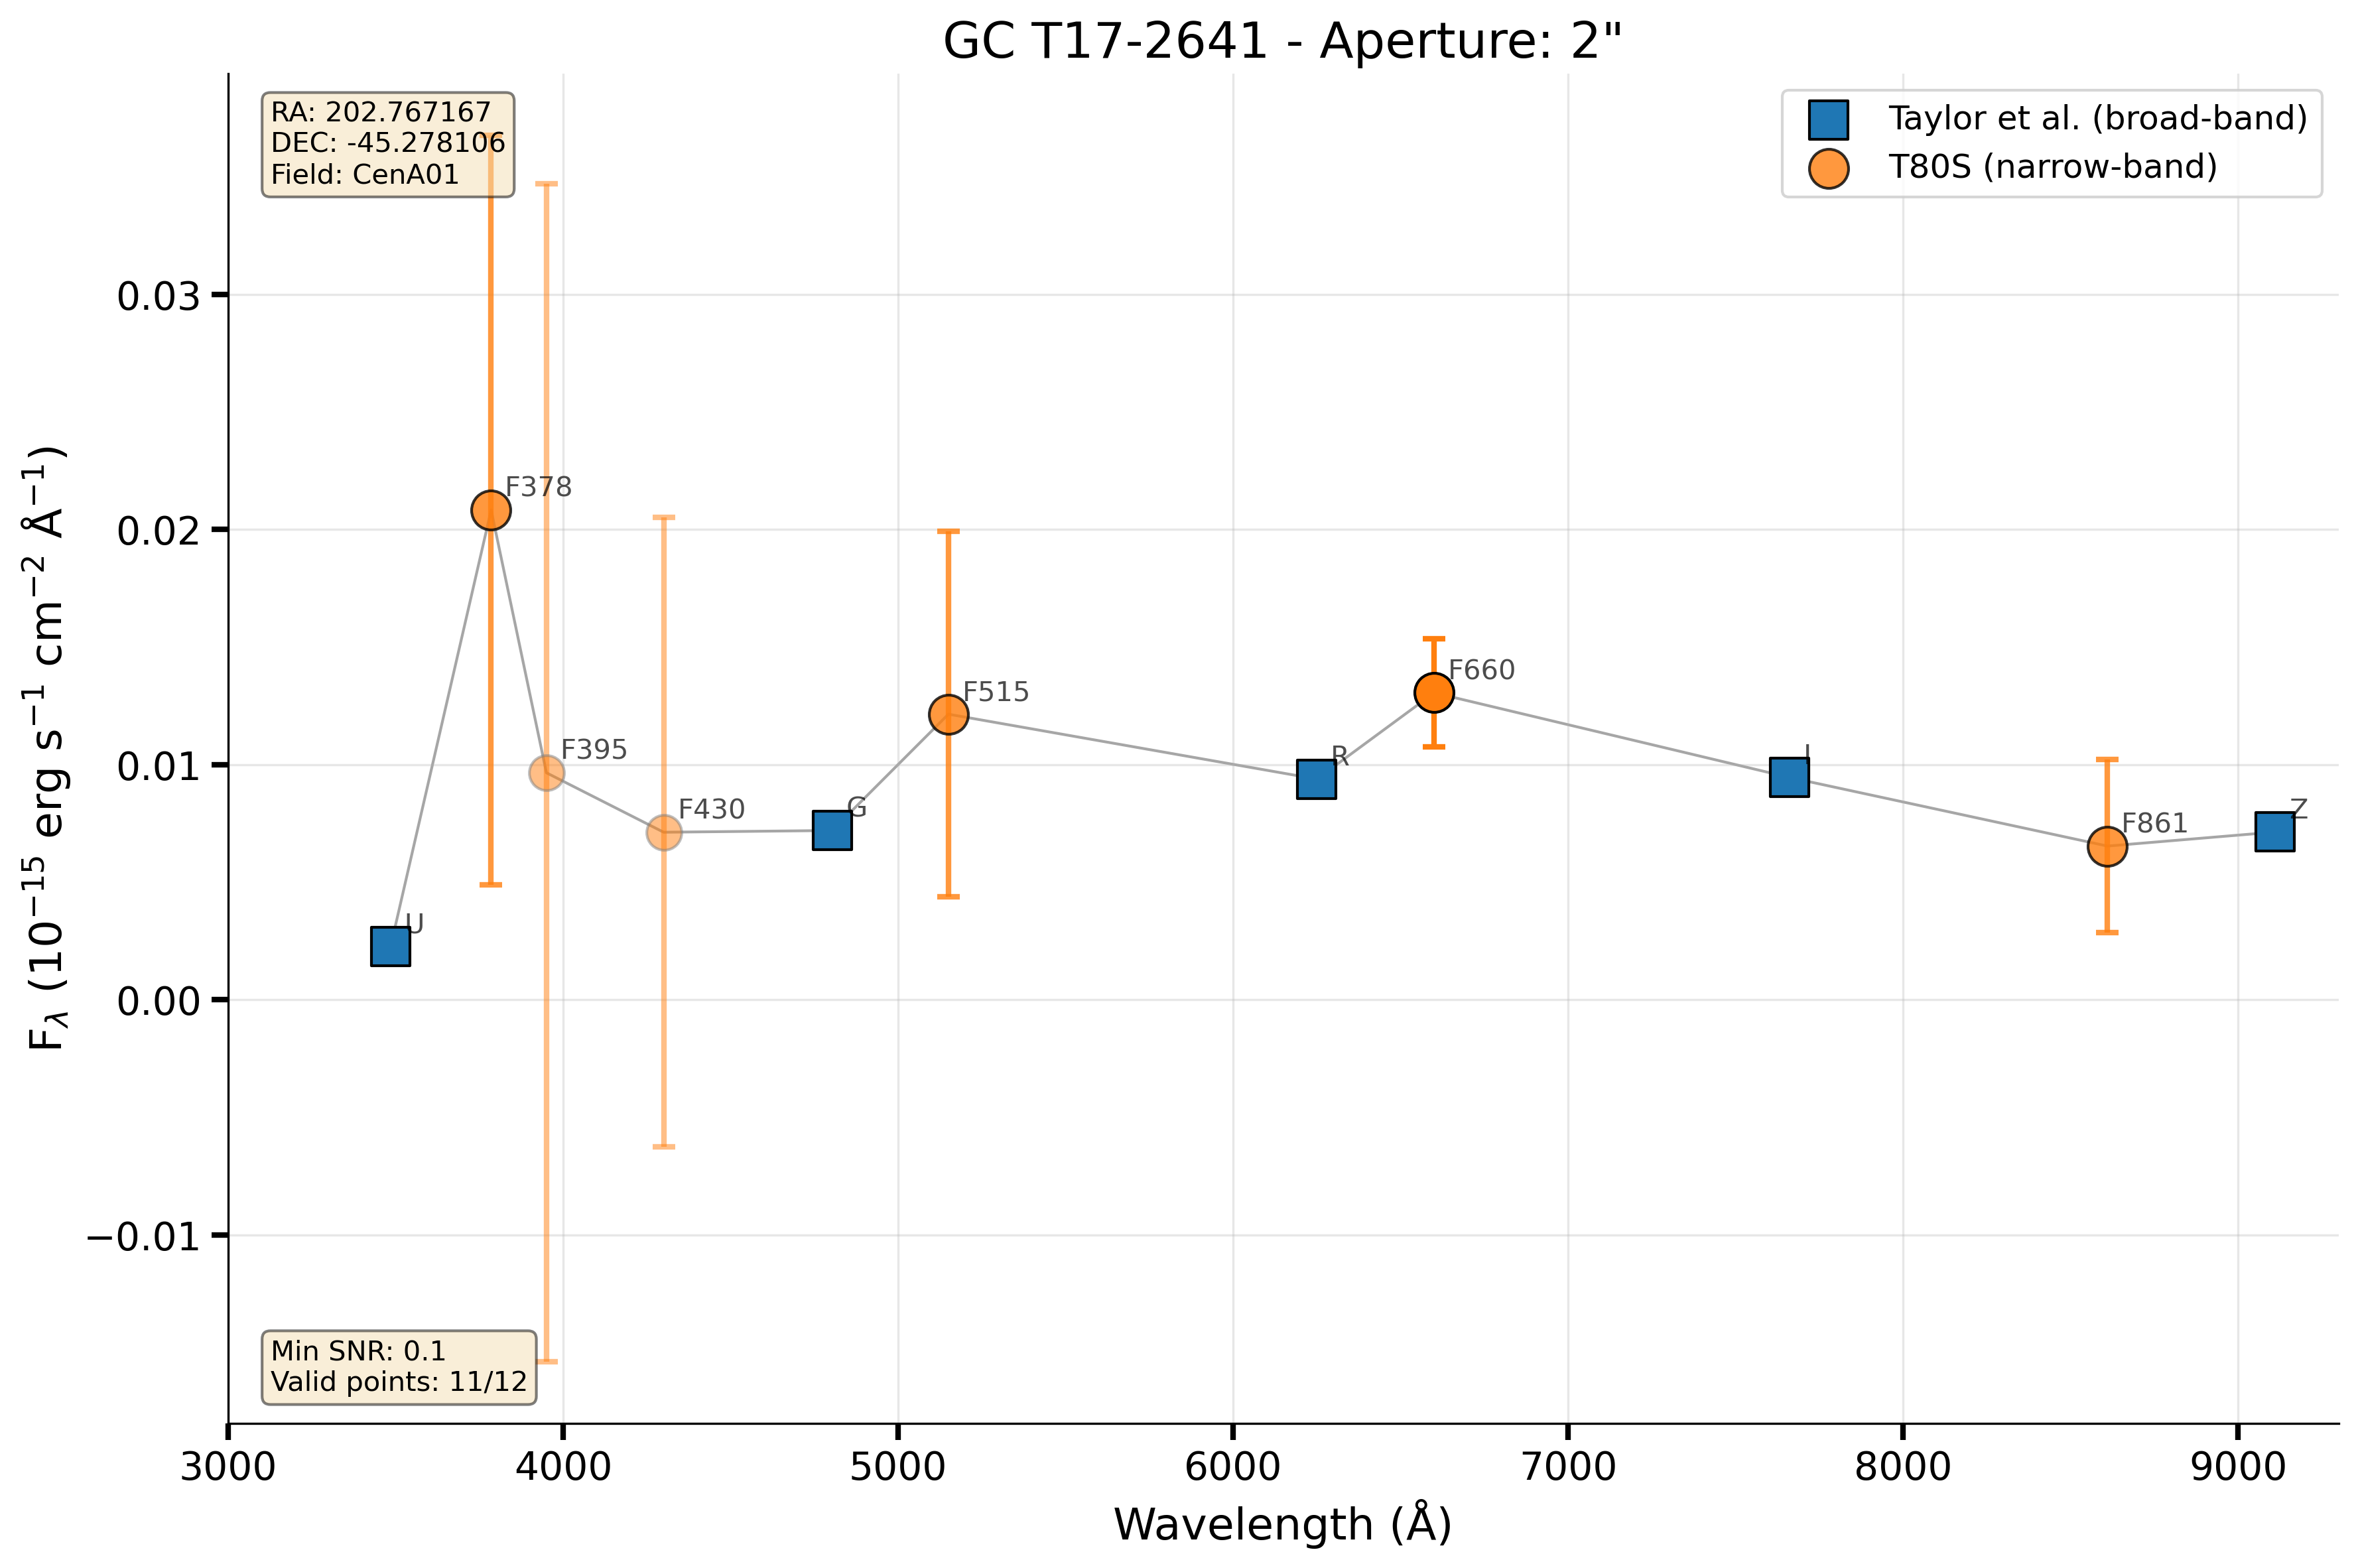 GC T17-2641 - Aperture: 2"
RA: 202.767167
DEC: -45.278106
Field: CenA01
Taylor et al. (broad-band)
T80S (narrow-band)
0.03
0.02
0.01
0.00
−0.01
F378
F395
F430
F515
F660
F861
U
G
R
I
Z
Fλ (10⁻¹⁵ erg s⁻¹ cm⁻² Å⁻¹)
Min SNR: 0.1
Valid points: 11/12
3000 4000 5000 6000 7000 8000 9000
Wavelength (Å)